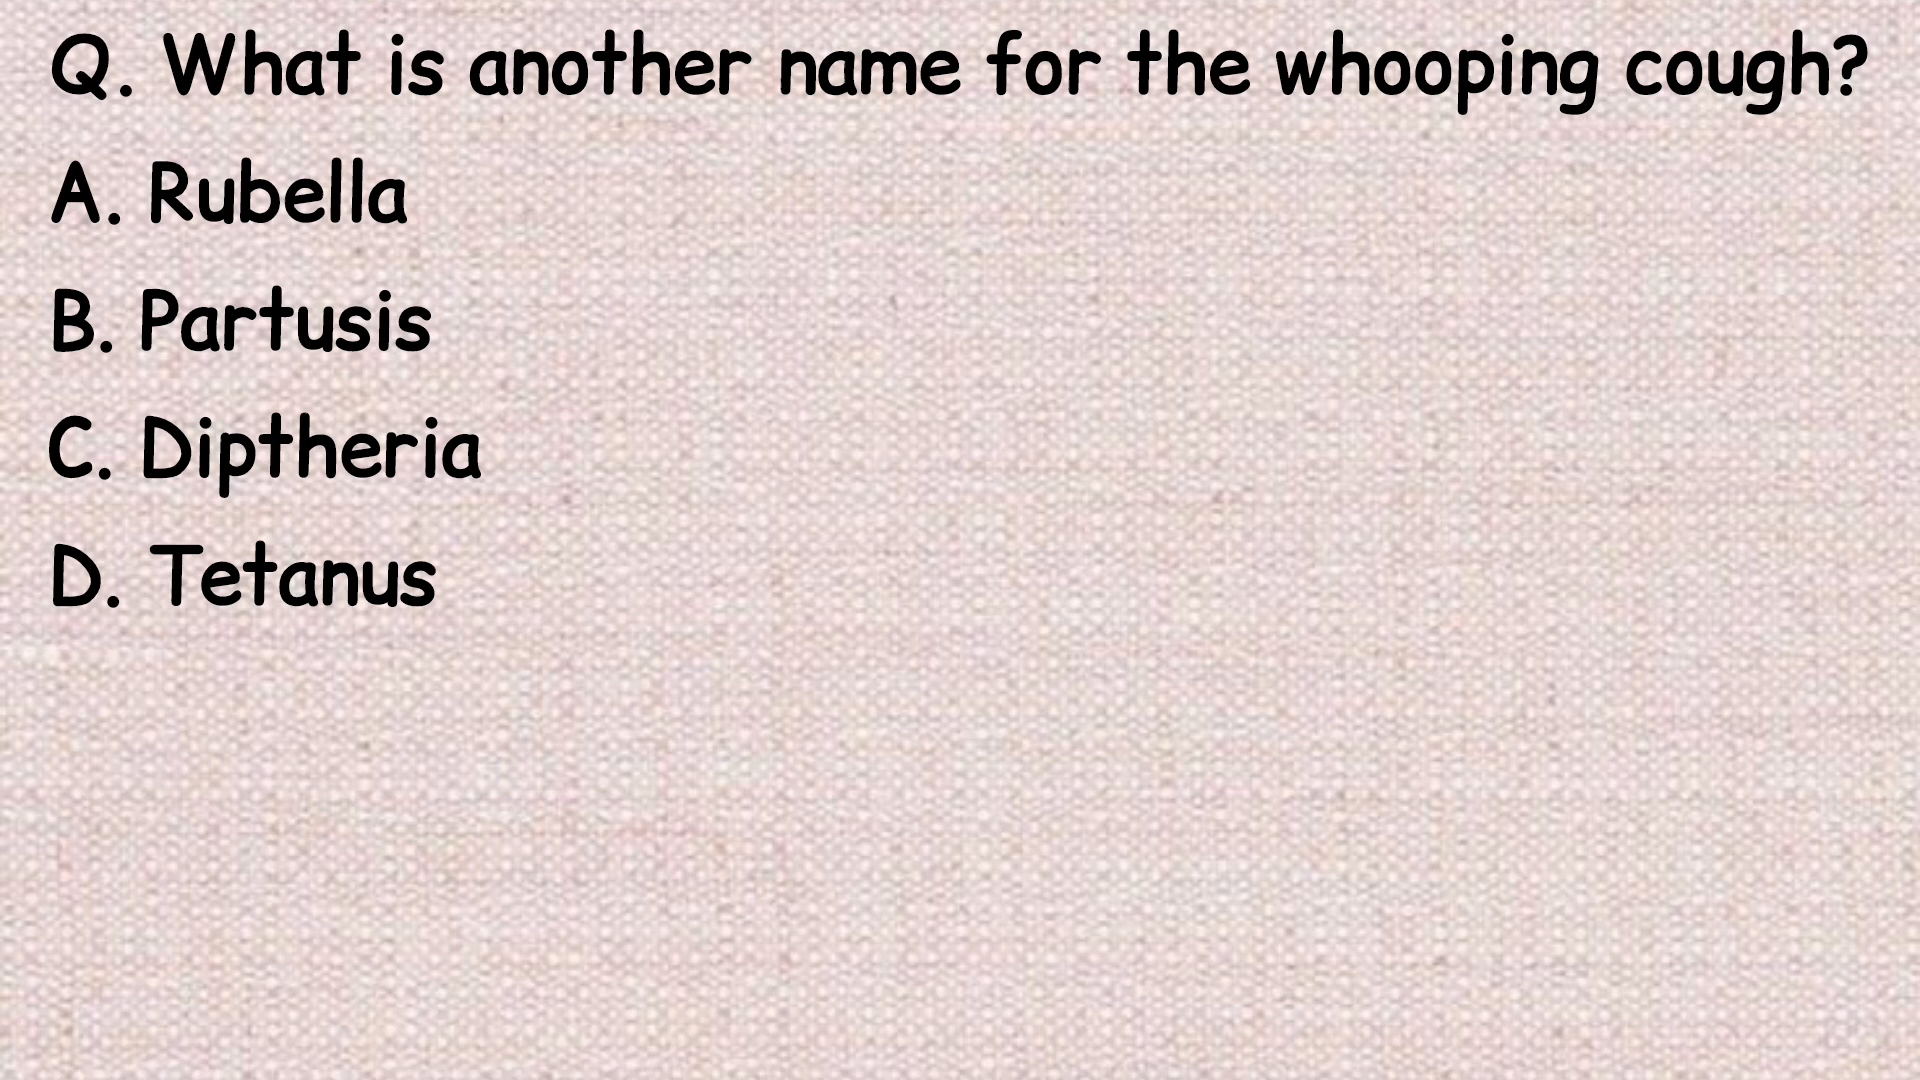 Q. What is another name for the whooping cough?
A. Rubella
B. Partusis
C. Diptheria
D. Tetanus